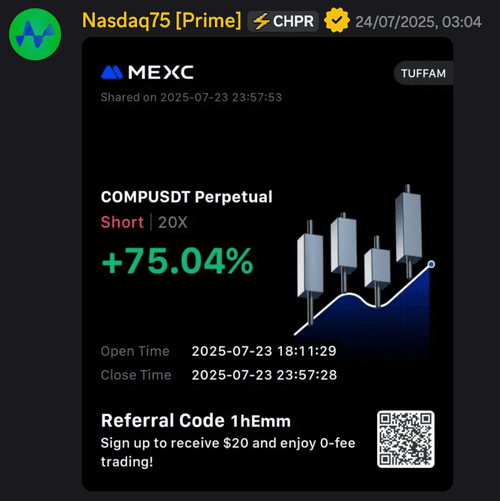 Nasdaq75 [Prime] ⚡CHPR 24/07/2025, 03:04
MEXC
TUFFAM
Shared on 2025-07-23 23:57:53
COMPUSDT Perpetual
Short | 20X
+75.04%
Open Time 2025-07-23 18:11:29
Close Time 2025-07-23 23:57:28
Referral Code 1hEmm
Sign up to receive $20 and enjoy 0-fee
trading!